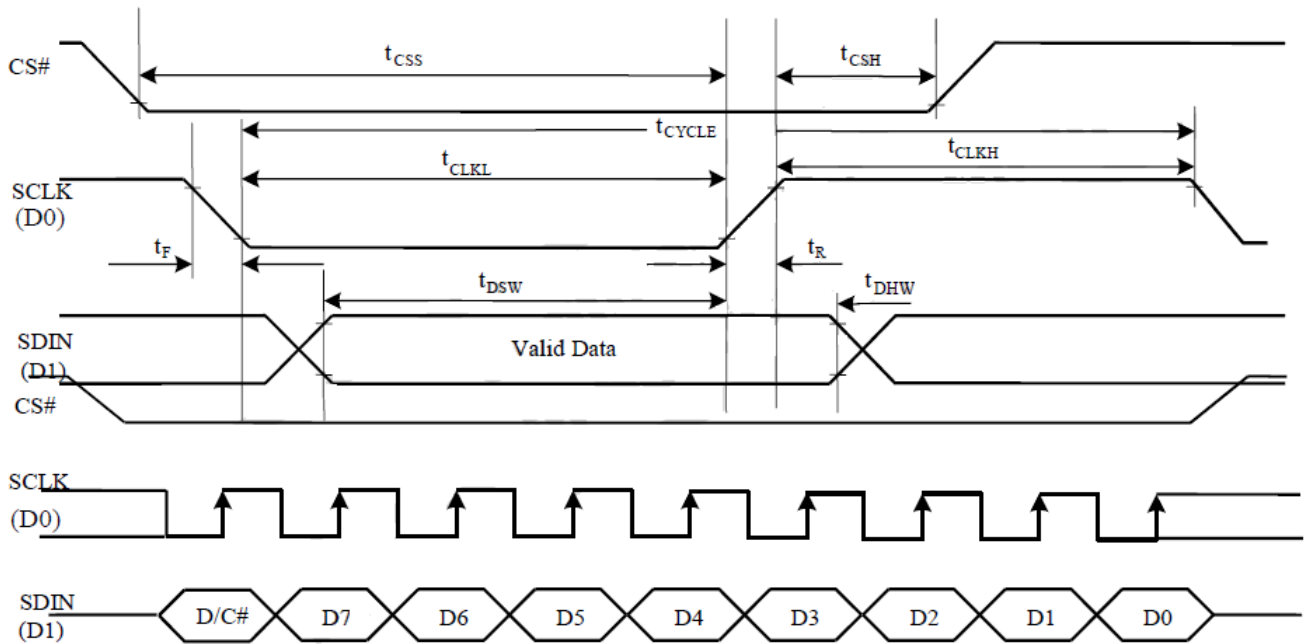 CS#
tCSS
tCSH
tCYCLE
tCLKL
tCLKH
SCLK
(D0)
tF
tR
tDSW
tDHW
SDIN
(D1)
Valid Data
CS#
SCLK
(D0)
SDIN
(D1)
D/C# D7 D6 D5 D4 D3 D2 D1 D0